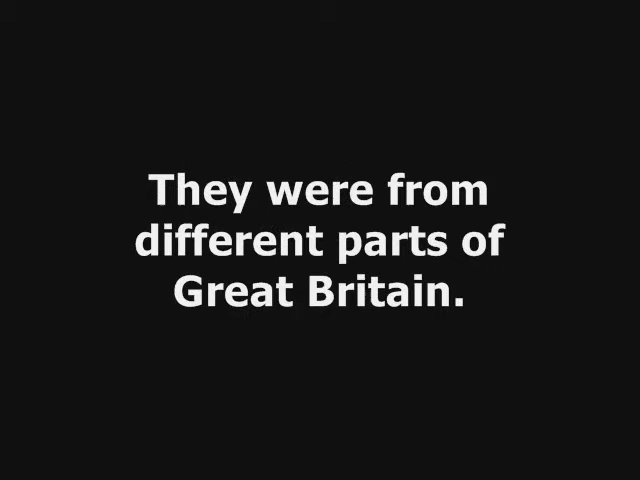 They were from
different parts of
Great Britain.